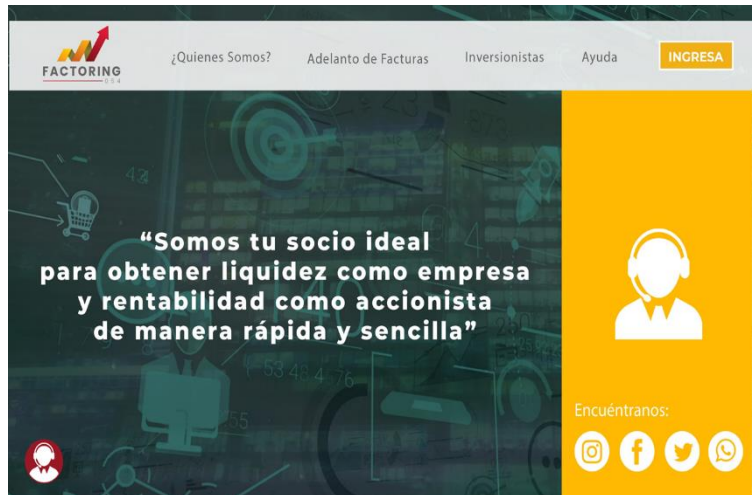 FACTORING
¿Quienes Somos?
Adelanto de Facturas
Inversionistas
Ayuda
INGRESA
“Somos tu socio ideal
para obtener liquidez como empresa
y rentabilidad como accionista
de manera rápida y sencilla”
Encuéntranos: